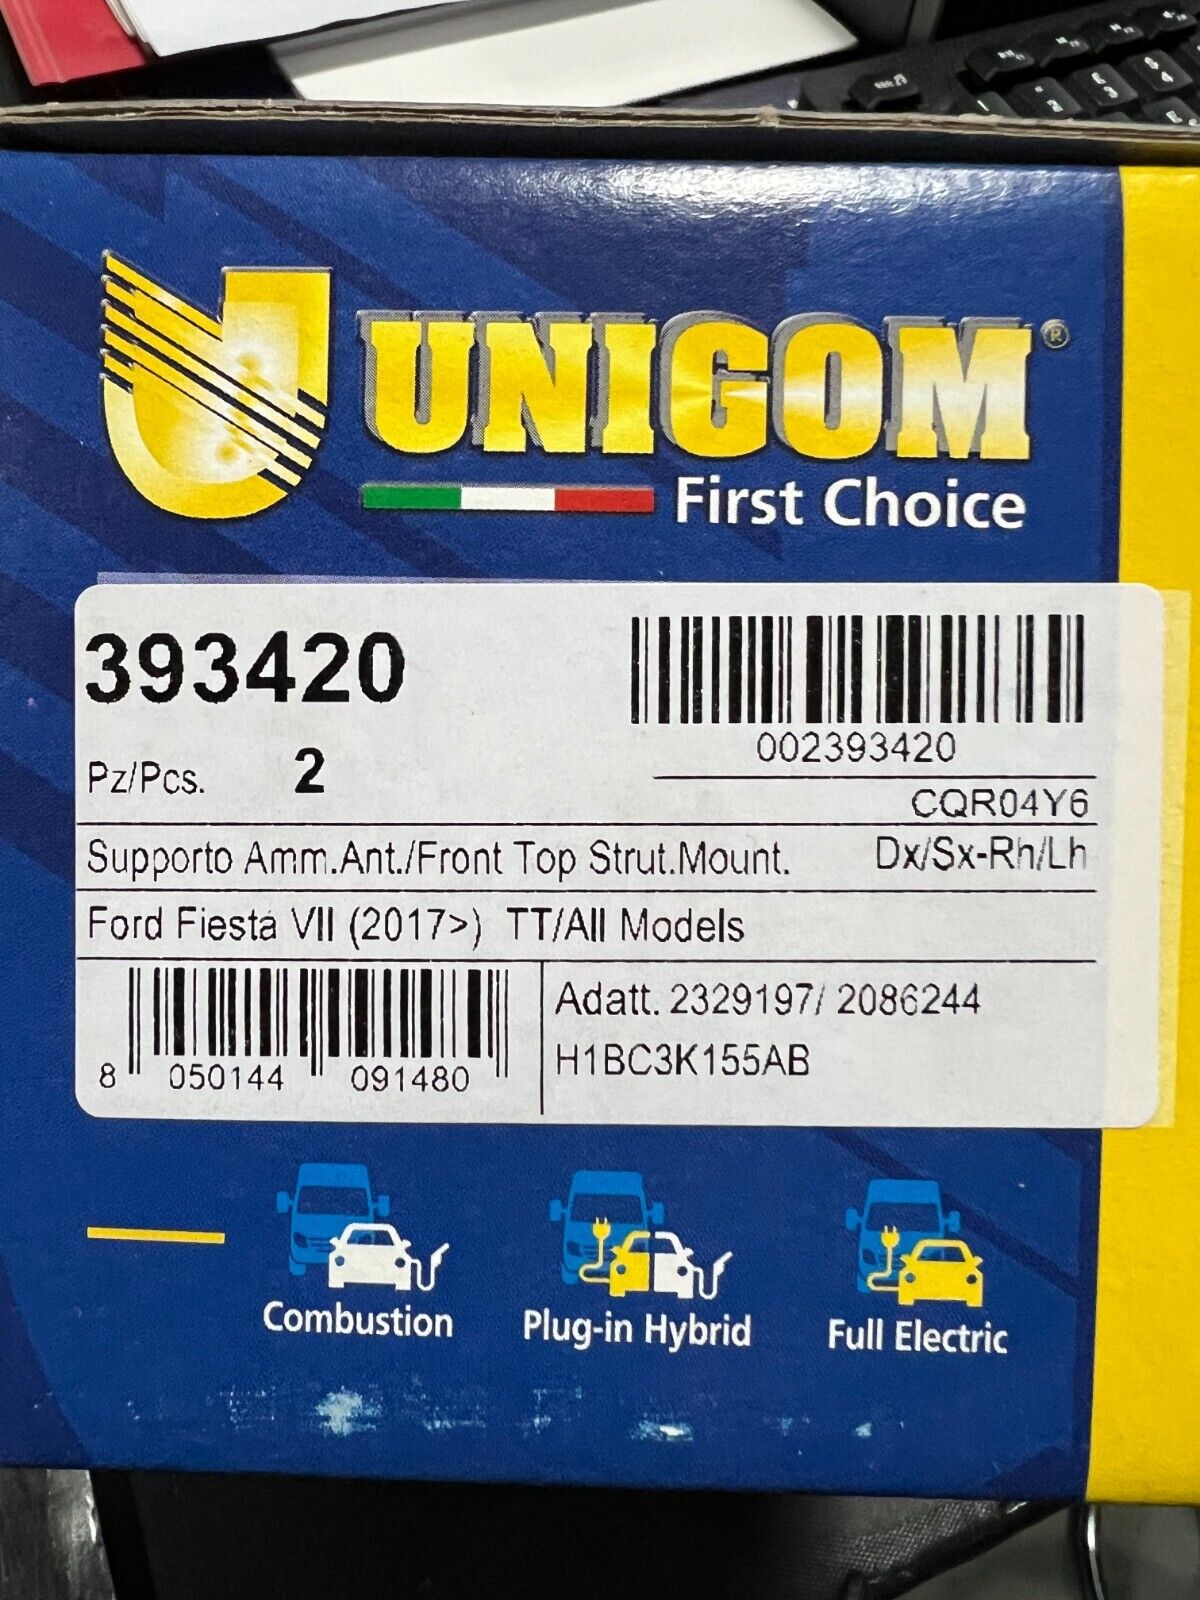 UNIGOM®
First Choice
393420
002393420
Pz/Pcs. 2
CQR04Y6
Supporto Amm.Ant./Front Top Strut.Mount. Dx/Sx-Rh/Lh
Ford Fiesta VII (2017>) TT/All Models
8 050144 091480
Adatt. 2329197/ 2086244
H1BC3K155AB
Combustion
Plug-in Hybrid
Full Electric